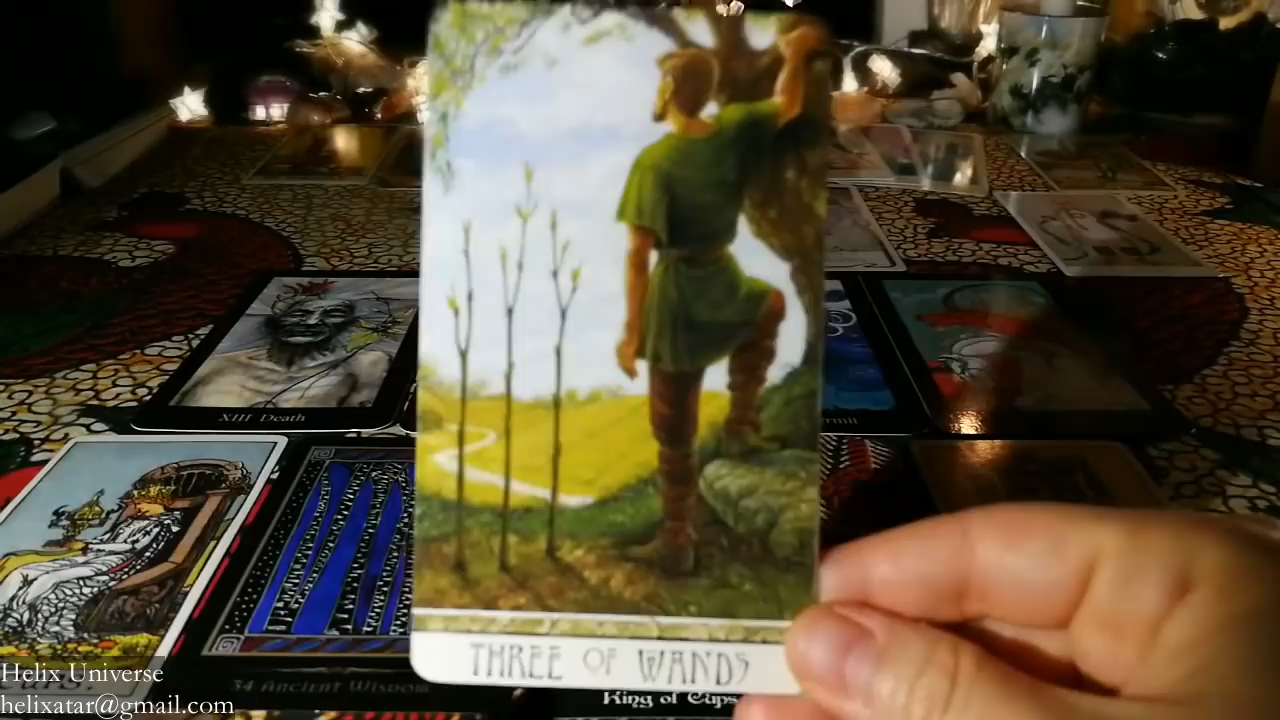 XIII Death
THREE OF WANDS
34 Ancient Wisdom
King of Cups
Helix Universe
helixatar@gmail.com